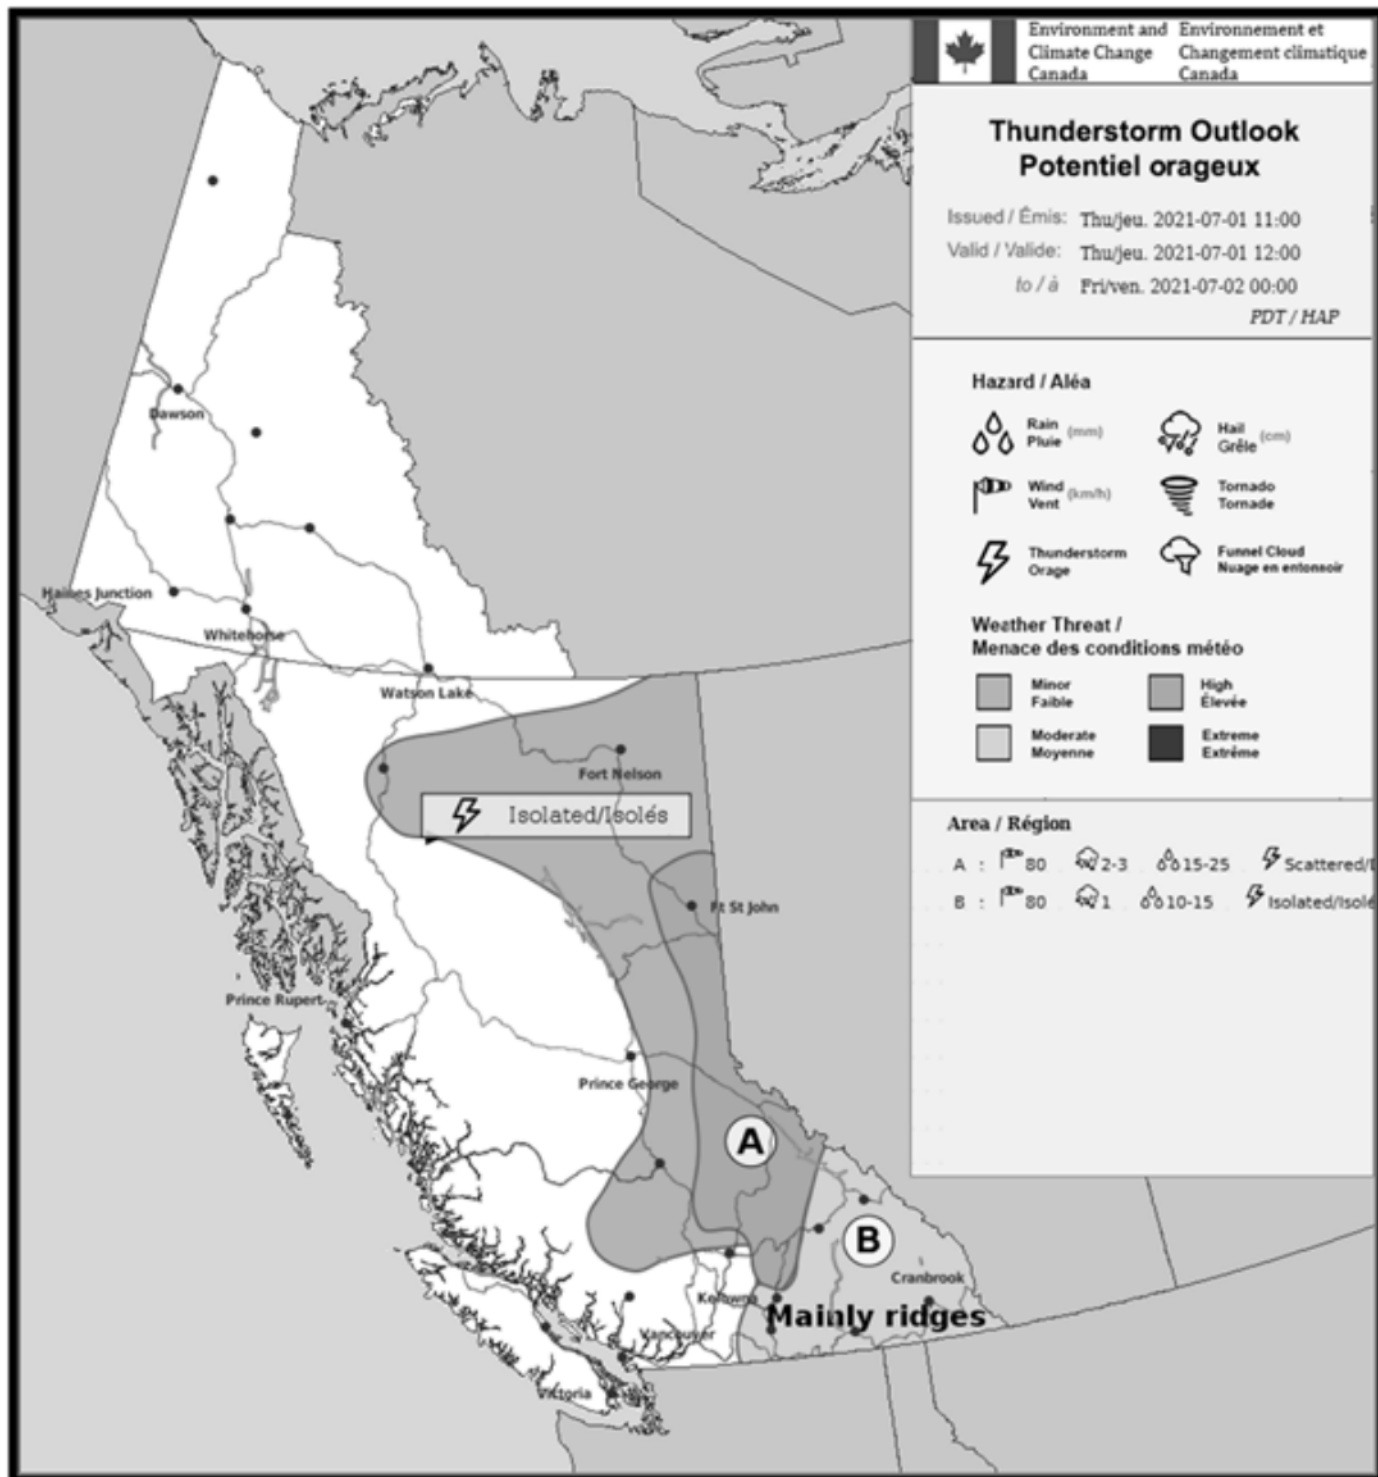 Environment and Environnement et
Climate Change Changement climatique
Canada Canada
Thunderstorm Outlook
Potentiel orageux
Issued / Émis: Thu/jeu. 2021-07-01 11:00
Valid / Valide: Thu/jeu. 2021-07-01 12:00
to / à Fri/ven. 2021-07-02 00:00
PDT / HAP
Hazard / Aléa
Rain
Pluie (mm)
Hail
Grêle (cm)
Wind
Vent (km/h)
Tornado
Tornade
Thunderstorm
Orage
Funnel Cloud
Nuage en entonnoir
Weather Threat /
Menace des conditions météo
Minor
Faible
High
Élevée
Moderate
Moyenne
Extreme
Extrême
Area / Région
A : 80 2-3 15-25 Scattered/
B : 80 1 10-15 Isolated/Isolé
Dawson
Haines Junction
Whitehorse
Watson Lake
Fort Nelson
Isolated/Isolés
Ft St John
Prince Rupert
Prince George
A
B
Cranbrook
Kelowna
Mainly ridges
Vancouver
Victoria